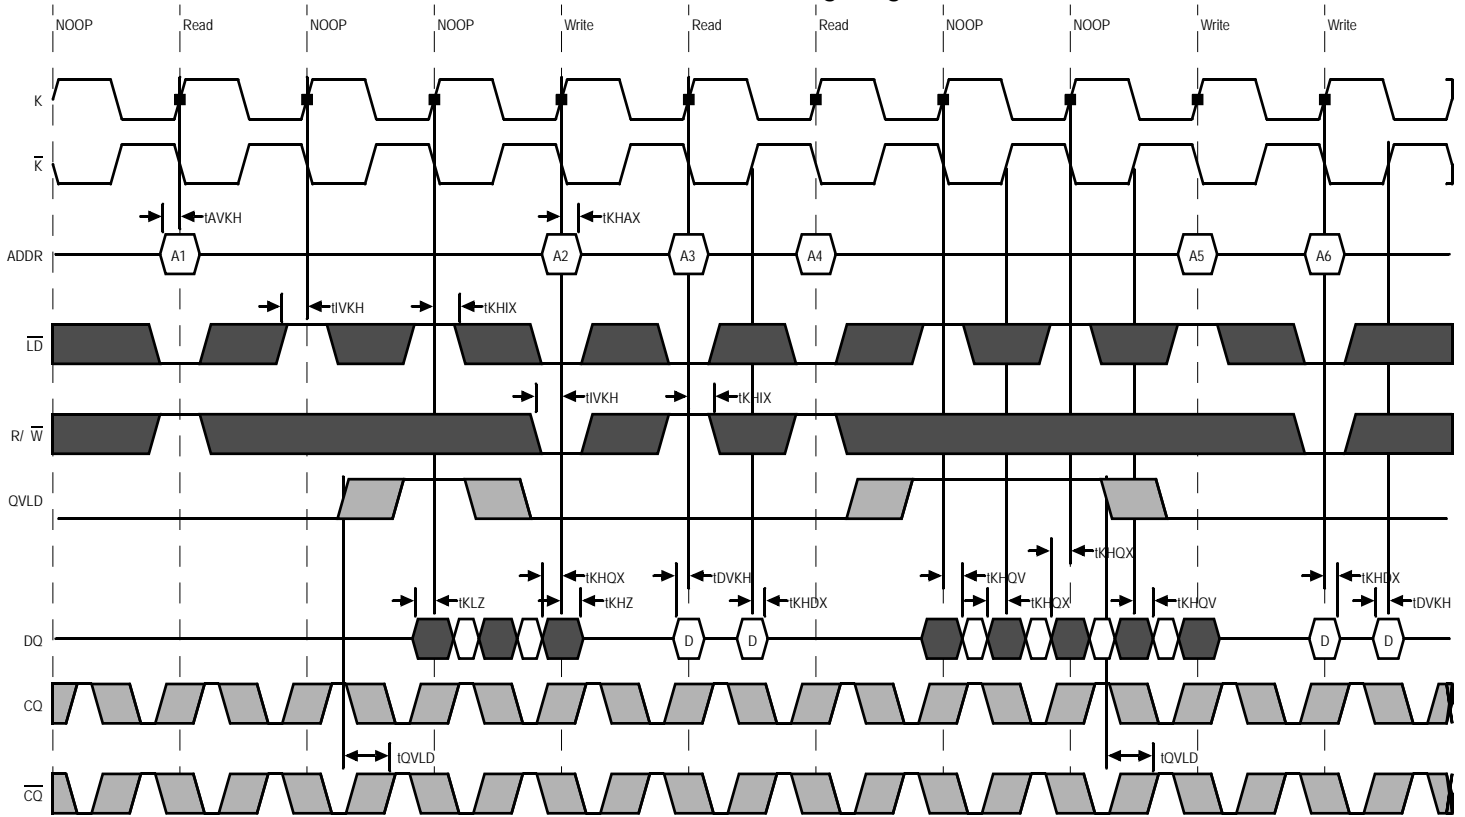 NOOP Read NOOP NOOP Write Read Read NOOP NOOP Write Write
K
K
tAVKH tKHAX
ADDR A1 A2 A3 A4 A5 A6
tIVKH tKHIX
LD
tIVKH tKHIX
R/ W
QVLD
tKHQX
tKHQX tDVKH tKHQV tKHDX
tKLZ tKHZ tKHDX tKHQX tKHQV tDVKH
DQ D D D D
CQ
tQVLD tQVLD
CQ